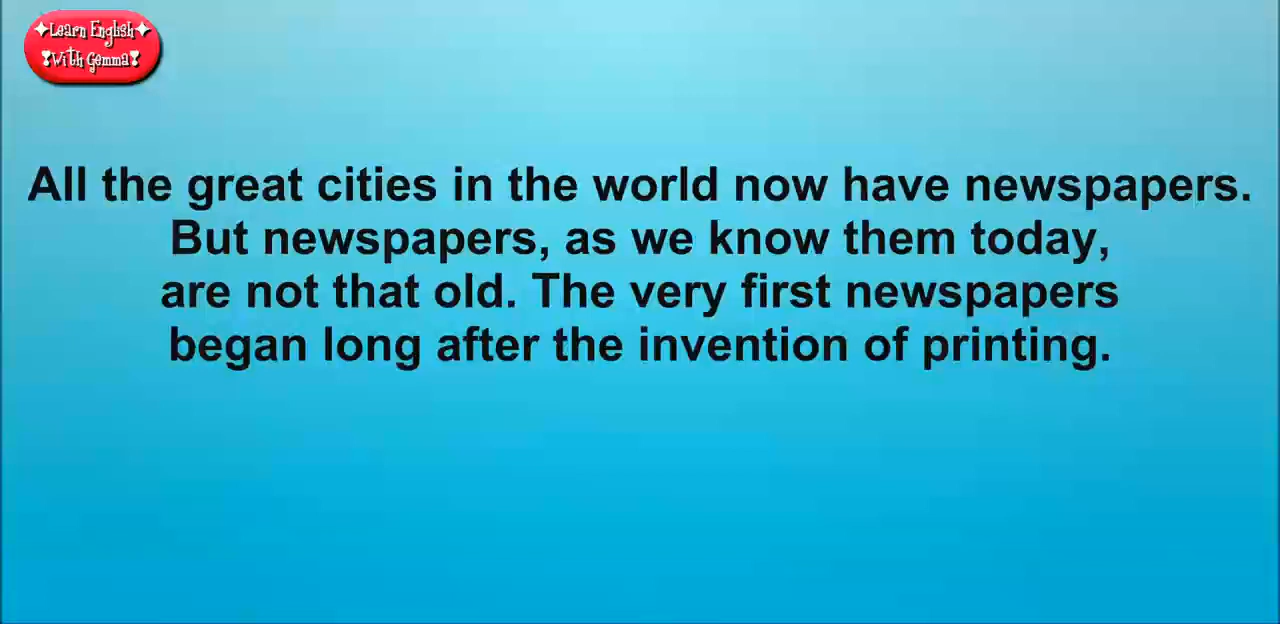 Learn English
With Gemma
All the great cities in the world now have newspapers.
But newspapers, as we know them today,
are not that old. The very first newspapers
began long after the invention of printing.